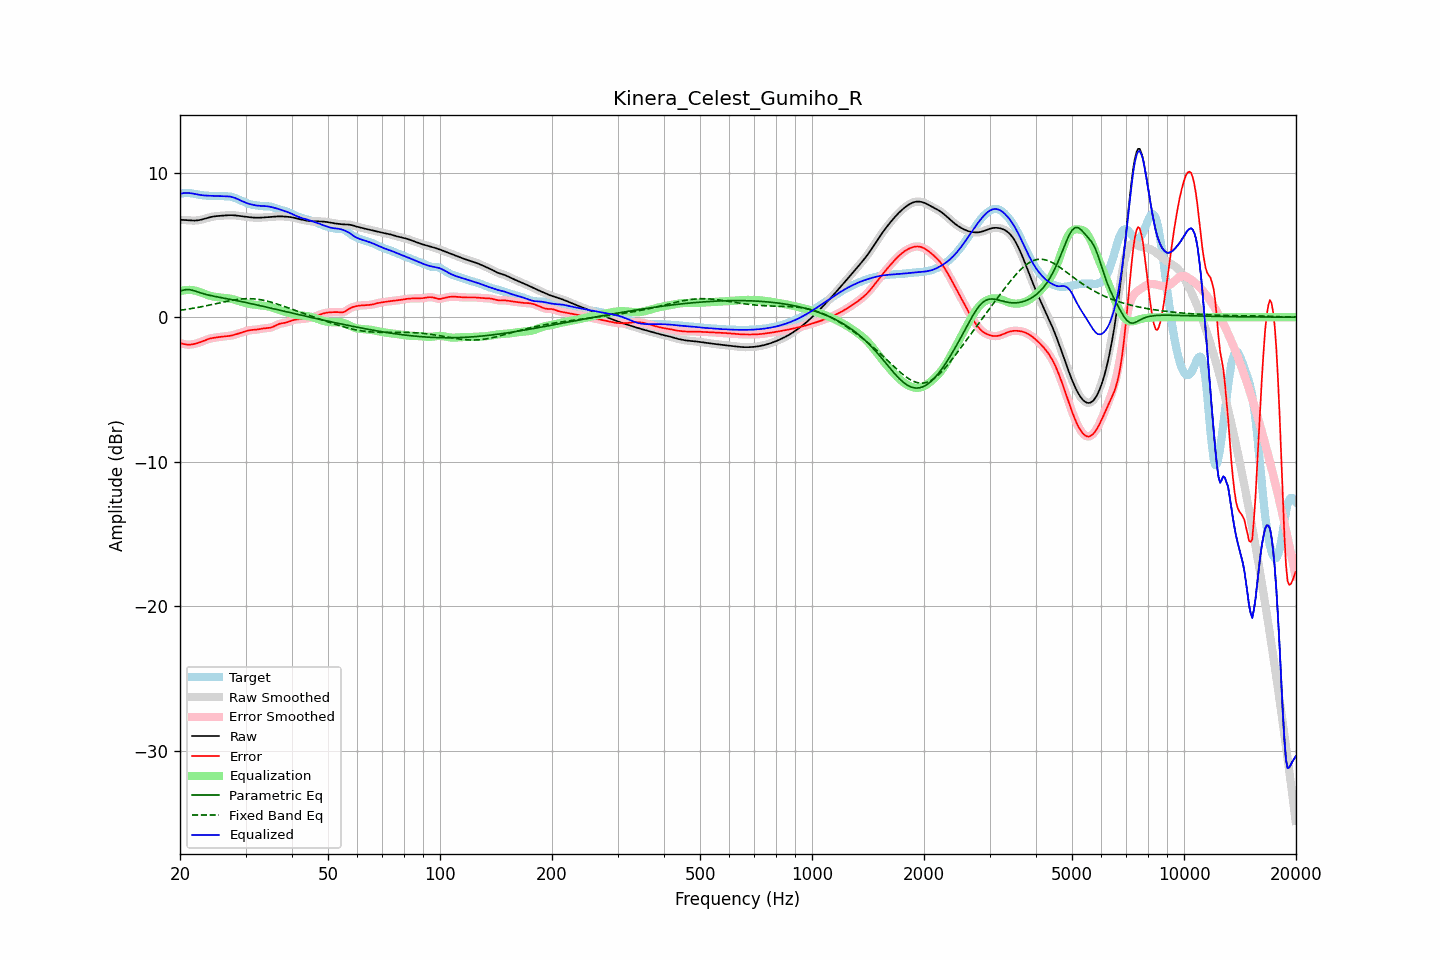 Kinera_Celest_Gumiho_R
Amplitude (dBr)
10
0
−10
−20
−30
Target
Raw Smoothed
Error Smoothed
Raw
Error
Equalization
Parametric Eq
Fixed Band Eq
Equalized
20 50 100 200 500 1000 2000 5000 10000 20000
Frequency (Hz)